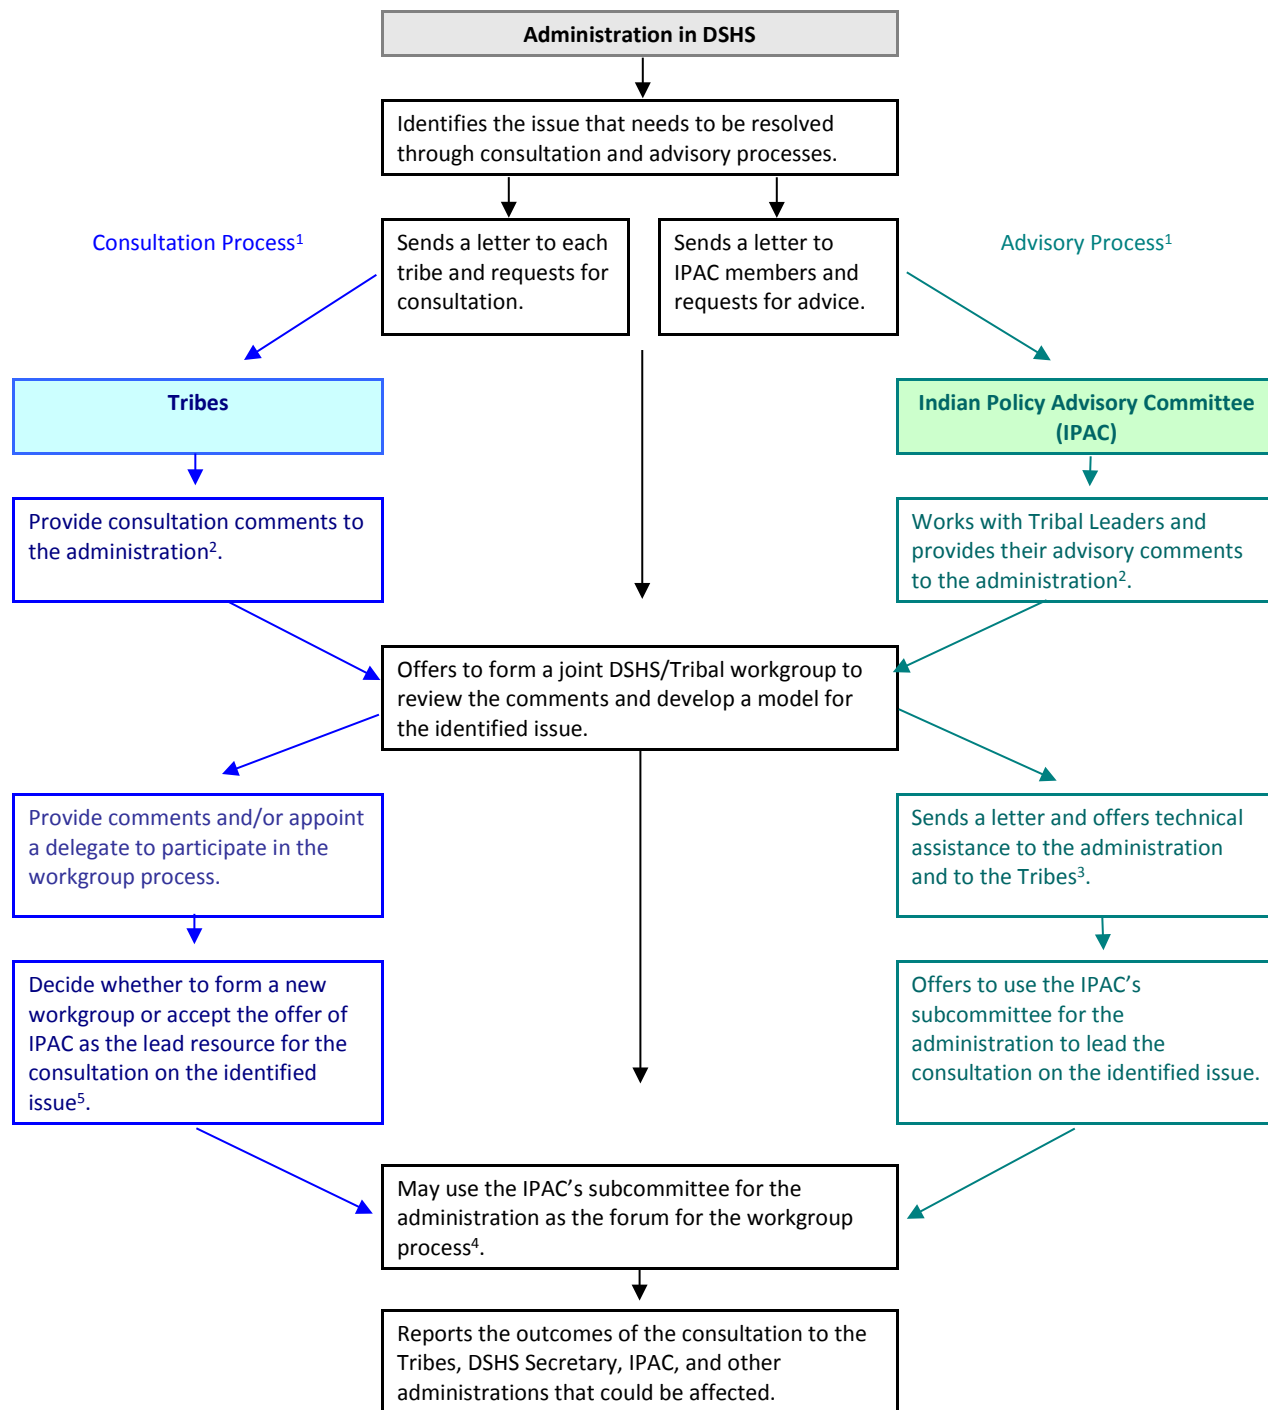 Administration in DSHS
Identifies the issue that needs to be resolved
through consultation and advisory processes.
Consultation Process¹
Sends a letter to each
tribe and requests for
consultation.
Sends a letter to
IPAC members and
requests for advice.
Advisory Process¹
Tribes
Indian Policy Advisory Committee
(IPAC)
Provide consultation comments to
the administration².
Works with Tribal Leaders and
provides their advisory comments
to the administration².
Offers to form a joint DSHS/Tribal workgroup to
review the comments and develop a model for
the identified issue.
Provide comments and/or appoint
a delegate to participate in the
workgroup process.
Sends a letter and offers technical
assistance to the administration
and to the Tribes³.
Decide whether to form a new
workgroup or accept the offer of
IPAC as the lead resource for the
consultation on the identified
issue⁵.
Offers to use the IPAC’s
subcommittee for the
administration to lead the
consultation on the identified issue.
May use the IPAC’s subcommittee for the
administration as the forum for the workgroup
process⁴.
Reports the outcomes of the consultation to the
Tribes, DSHS Secretary, IPAC, and other
administrations that could be affected.